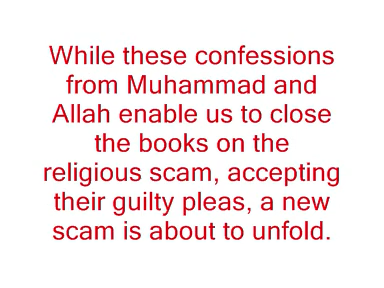 While these confessions
from Muhammad and
Allah enable us to close
the books on the
religious scam, accepting
their guilty pleas, a new
scam is about to unfold.